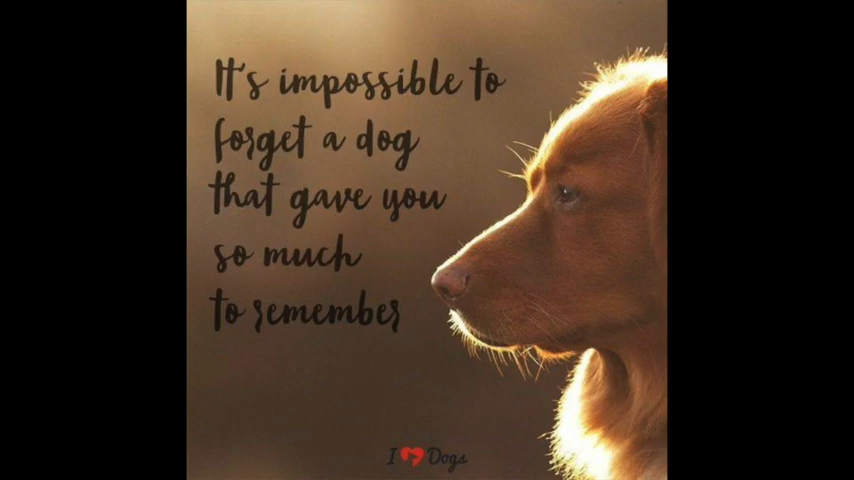 It's impossible to
forget a dog
that gave you
so much
to remember
I Dogs